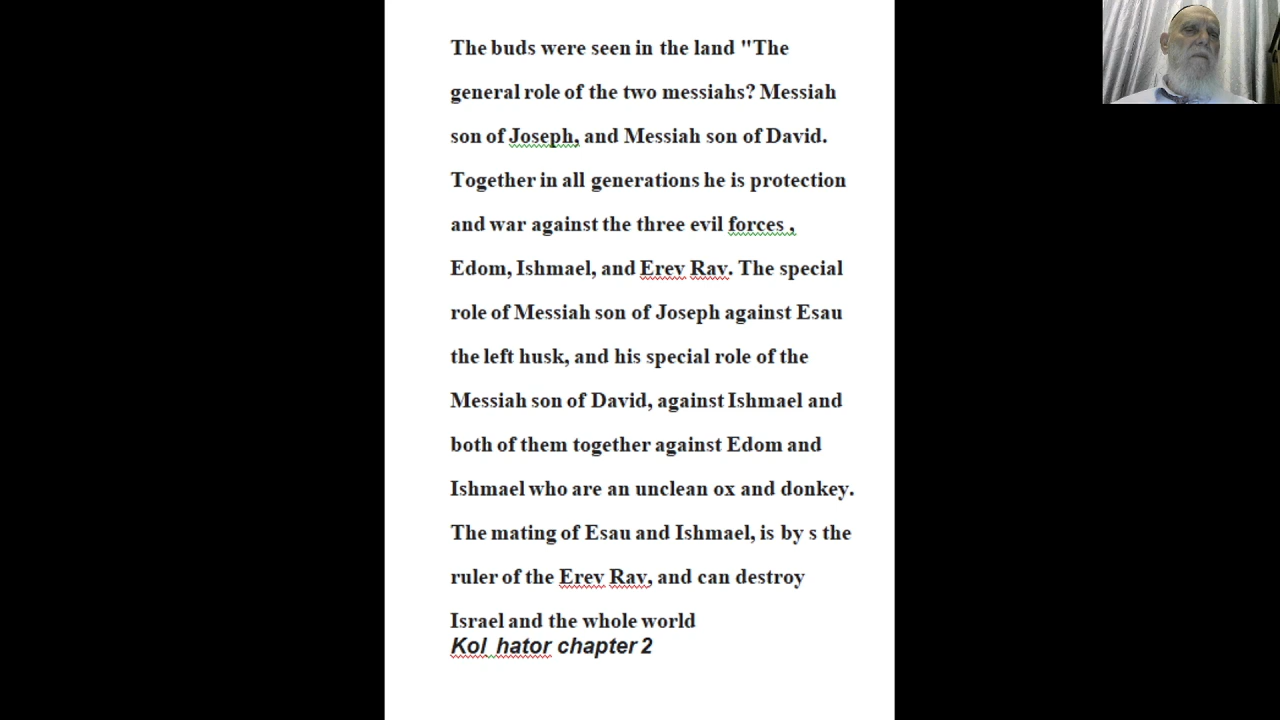 The buds were seen in the land "The
general role of the two messiahs? Messiah
son of Joseph, and Messiah son of David.
Together in all generations he is protection
and war against the three evil forces ,
Edom, Ishmael, and Erev Rav. The special
role of Messiah son of Joseph against Esau
the left husk, and his special role of the
Messiah son of David, against Ishmael and
both of them together against Edom and
Ishmael who are an unclean ox and donkey.
The mating of Esau and Ishmael, is by s the
ruler of the Erev Rav, and can destroy
Israel and the whole world
Kol hator chapter 2